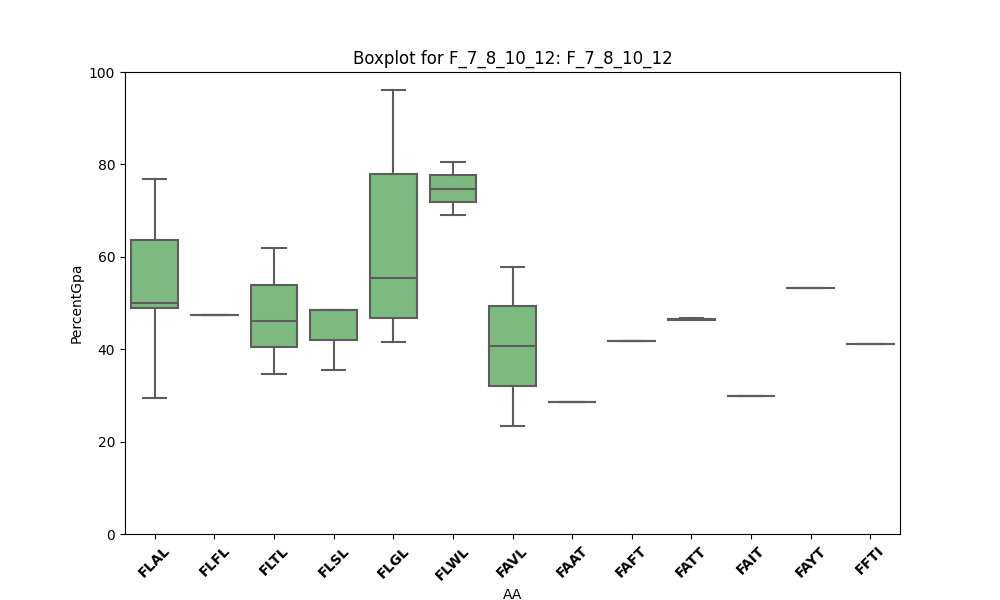 Boxplot for F_7_8_10_12: F_7_8_10_12
PercentGpa
100
80
60
40
20
0
FLAL FLFL FLTL FLSL FLGL FLWL FAVL FAAT FAFT FATT FAIT FAYT FFTI
AA